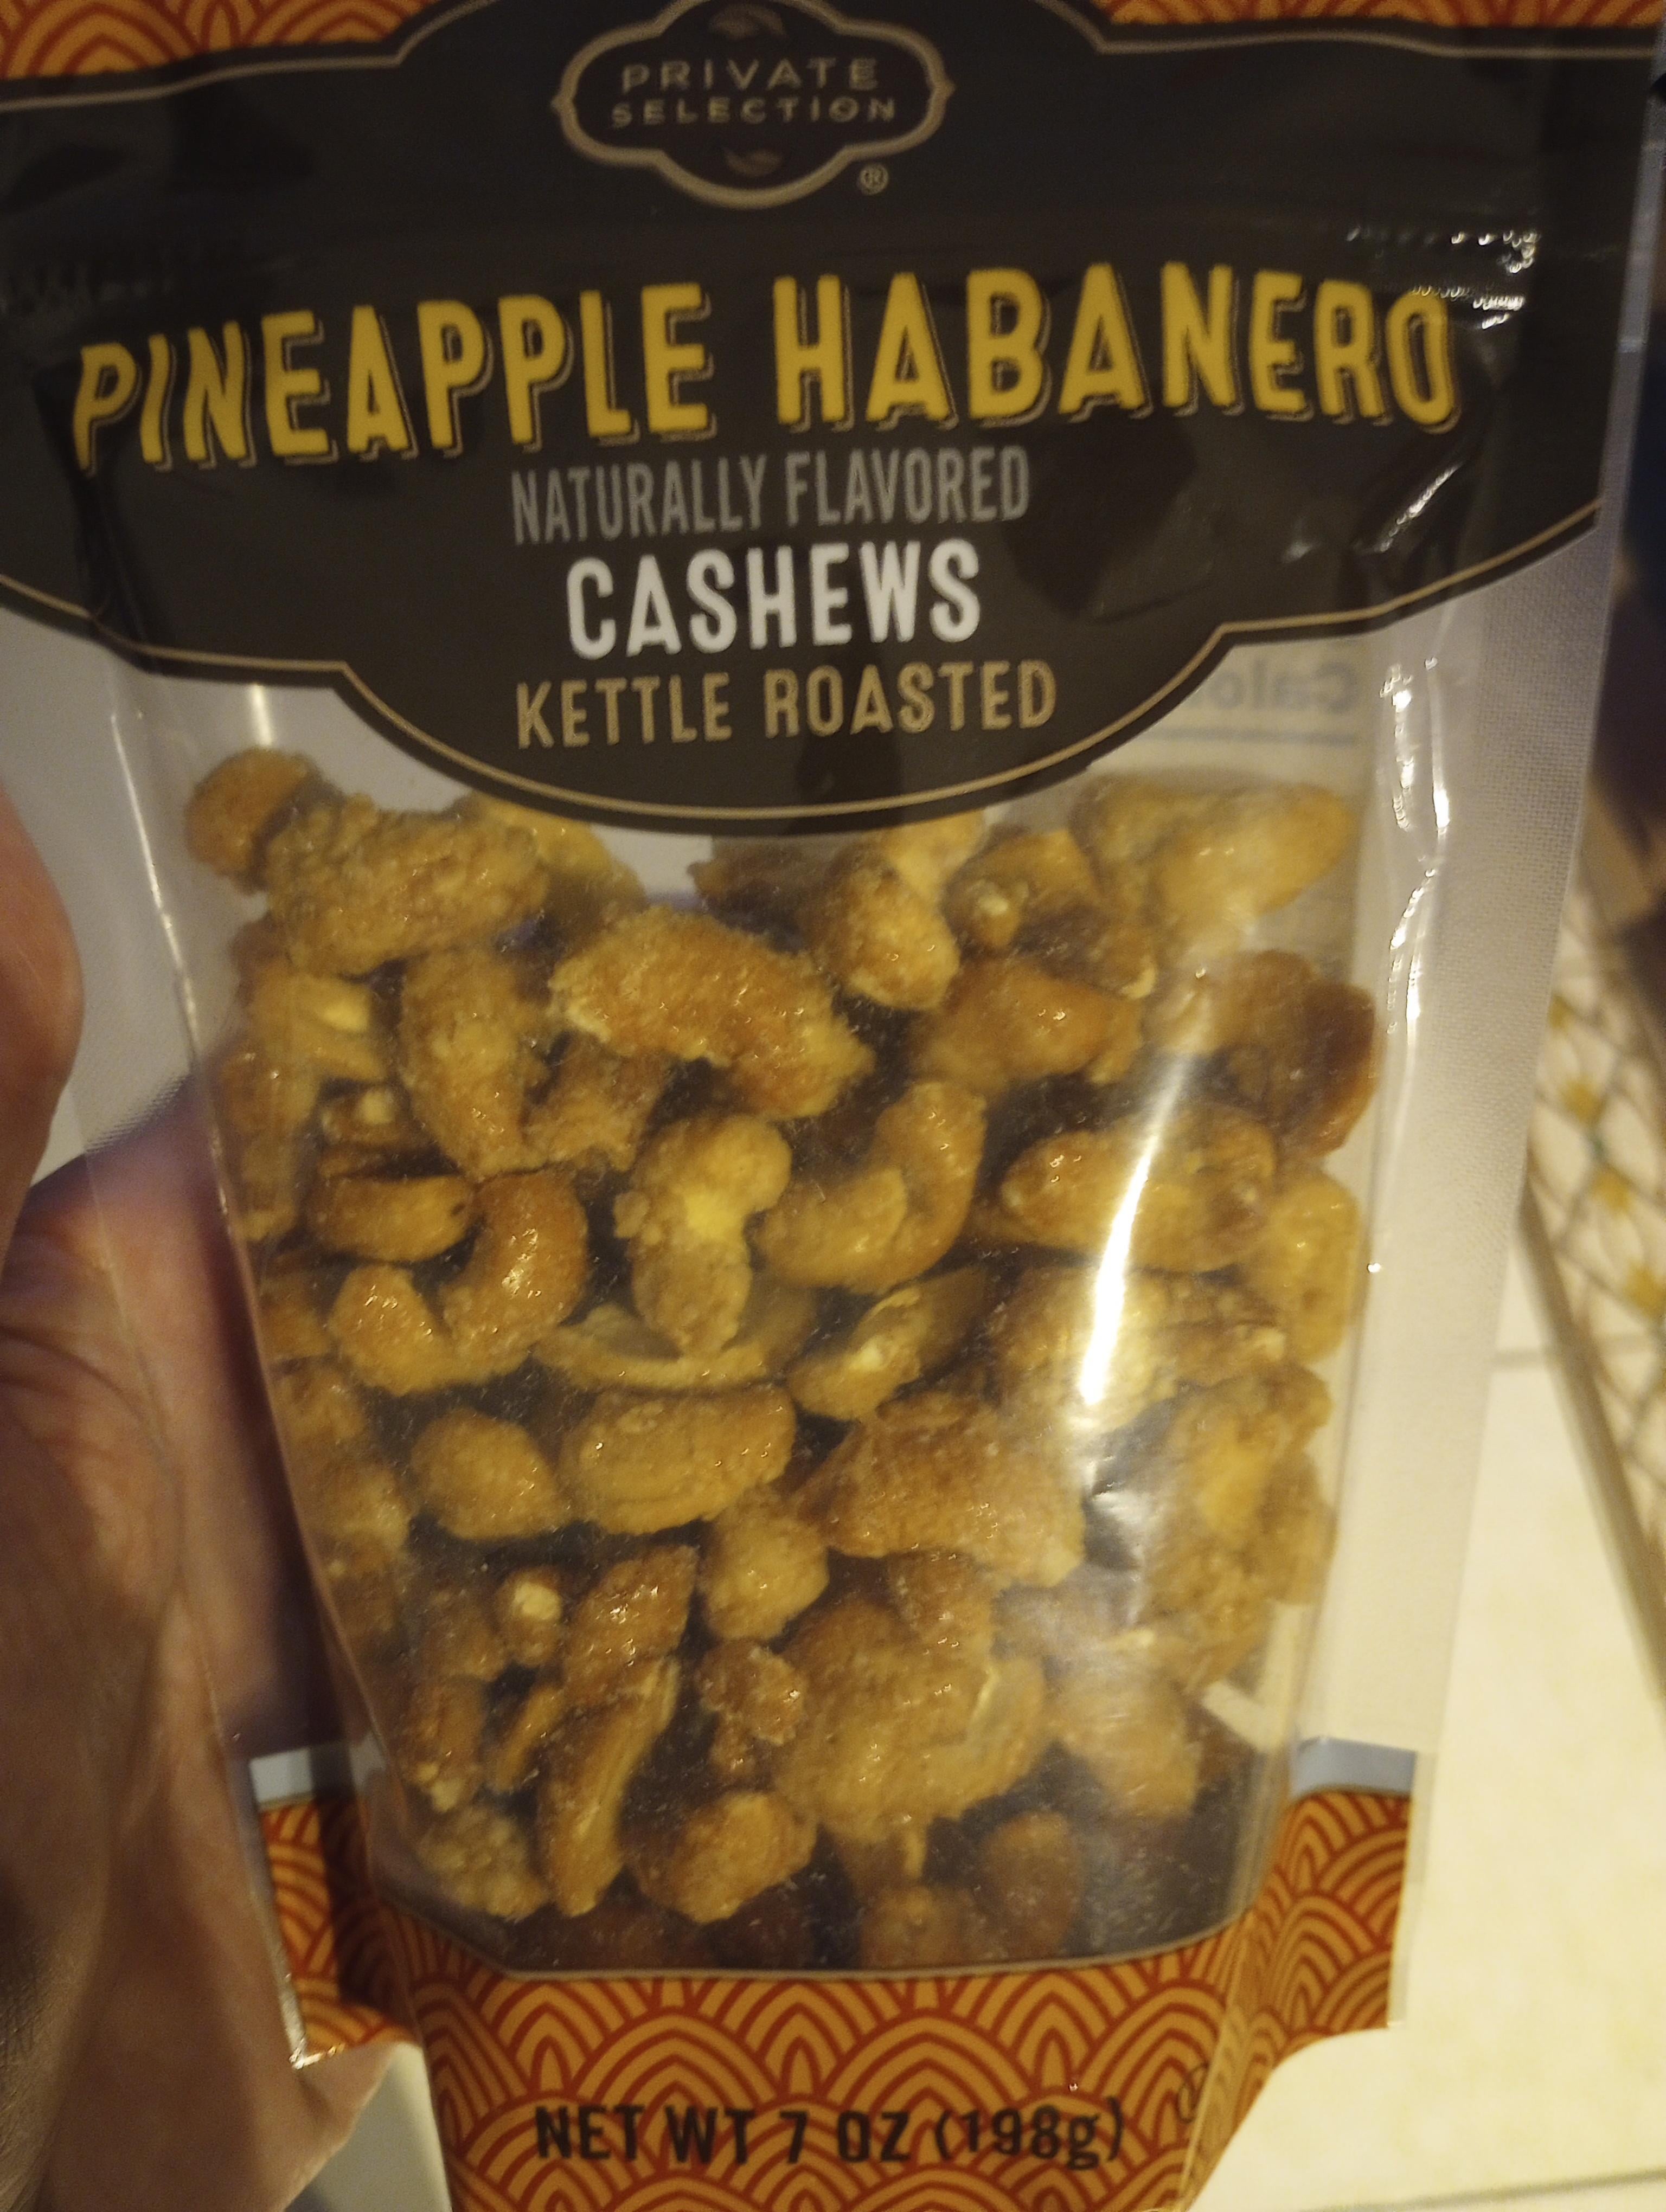 PRIVATE
SELECTION
®
PINEAPPLE HABANERO
NATURALLY FLAVORED
CASHEWS
KETTLE ROASTED
NET WT 7 OZ (198g)